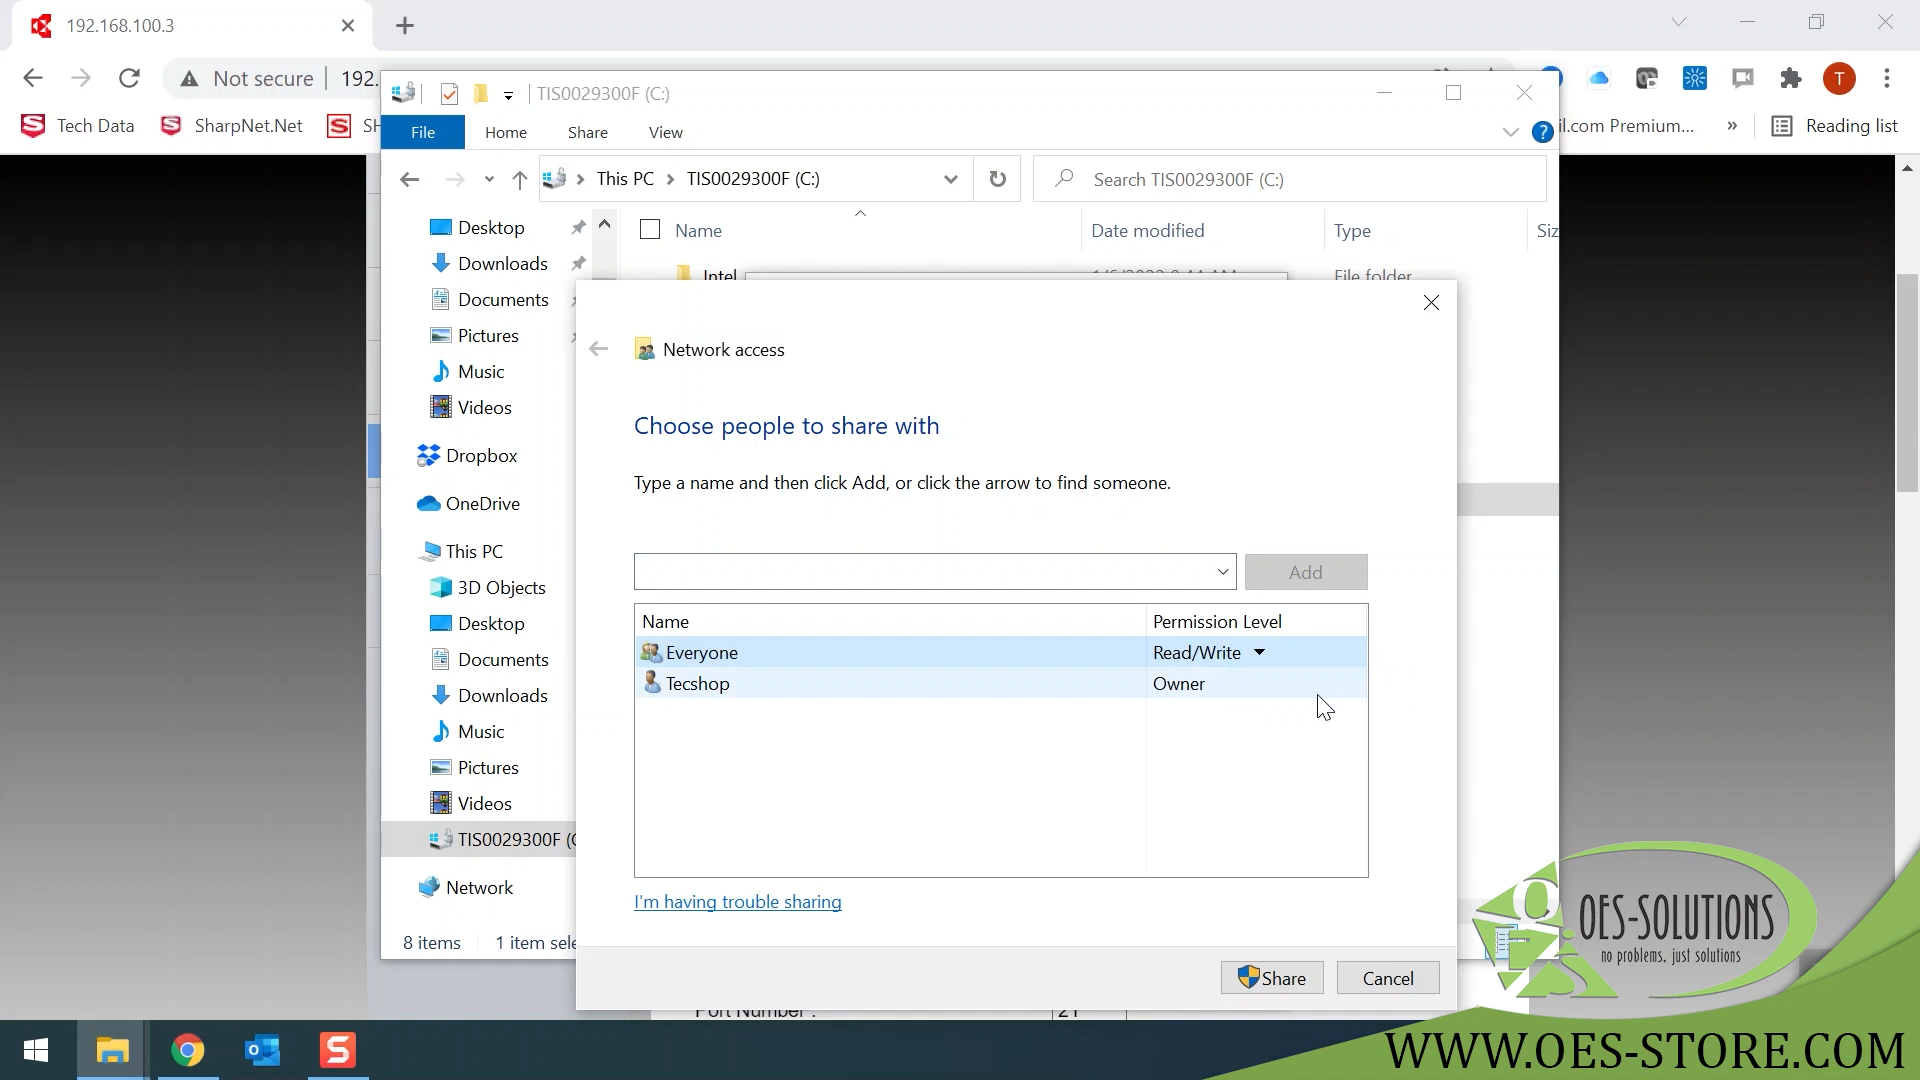 192.168.100.3
Not secure
192.
T
Tech Data
SharpNet.Net
SH
il.com Premium...
»
Reading list
TIS0029300F (C:)
File
Home
Share
View
?
This PC
TIS0029300F (C:)
Search TIS0029300F (C:)
Name
Date modified
Type
Siz
Intel
File folder
Desktop
Downloads
Documents
Pictures
Music
Videos
Dropbox
OneDrive
This PC
3D Objects
Desktop
Documents
Downloads
Music
Pictures
Videos
TIS0029300F (C
Network
8 items
1 item sele
Network access
Choose people to share with
Type a name and then click Add, or click the arrow to find someone.
Add
Name
Permission Level
Everyone
Read/Write
Tecshop
Owner
I'm having trouble sharing
Share
Cancel
Port Number :
21
OES-SOLUTIONS
no problems. just solutions
WWW.OES-STORE.COM